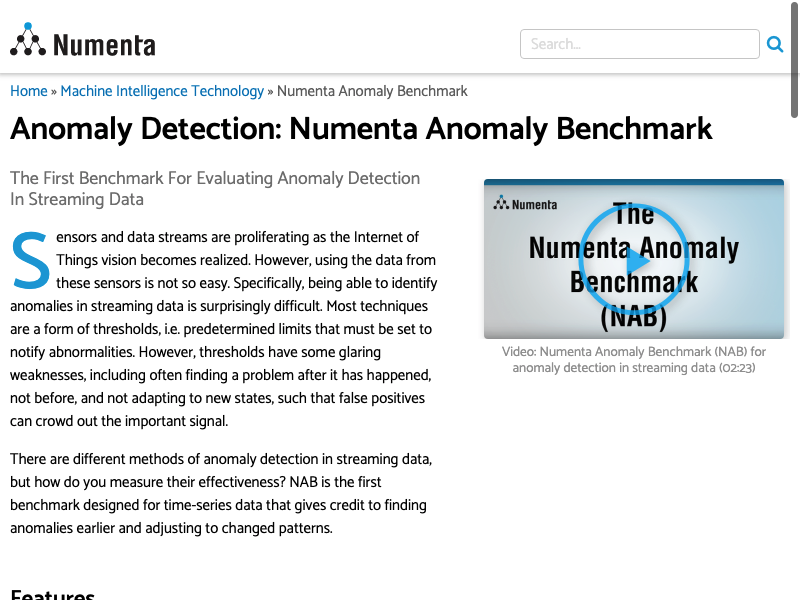 Numenta
Search...
Home » Machine Intelligence Technology » Numenta Anomaly Benchmark
Anomaly Detection: Numenta Anomaly Benchmark
The First Benchmark For Evaluating Anomaly Detection
In Streaming Data
Sensors and data streams are proliferating as the Internet of
Things vision becomes realized. However, using the data from
these sensors is not so easy. Specifically, being able to identify
anomalies in streaming data is surprisingly difficult. Most techniques
are a form of thresholds, i.e. predetermined limits that must be set to
notify abnormalities. However, thresholds have some glaring
weaknesses, including often finding a problem after it has happened,
not before, and not adapting to new states, such that false positives
can crowd out the important signal.
There are different methods of anomaly detection in streaming data,
but how do you measure their effectiveness? NAB is the first
benchmark designed for time-series data that gives credit to finding
anomalies earlier and adjusting to changed patterns.
Numenta
The
Numenta Anomaly
Benchmark
(NAB)
Video: Numenta Anomaly Benchmark (NAB) for
anomaly detection in streaming data (02:23)
Features